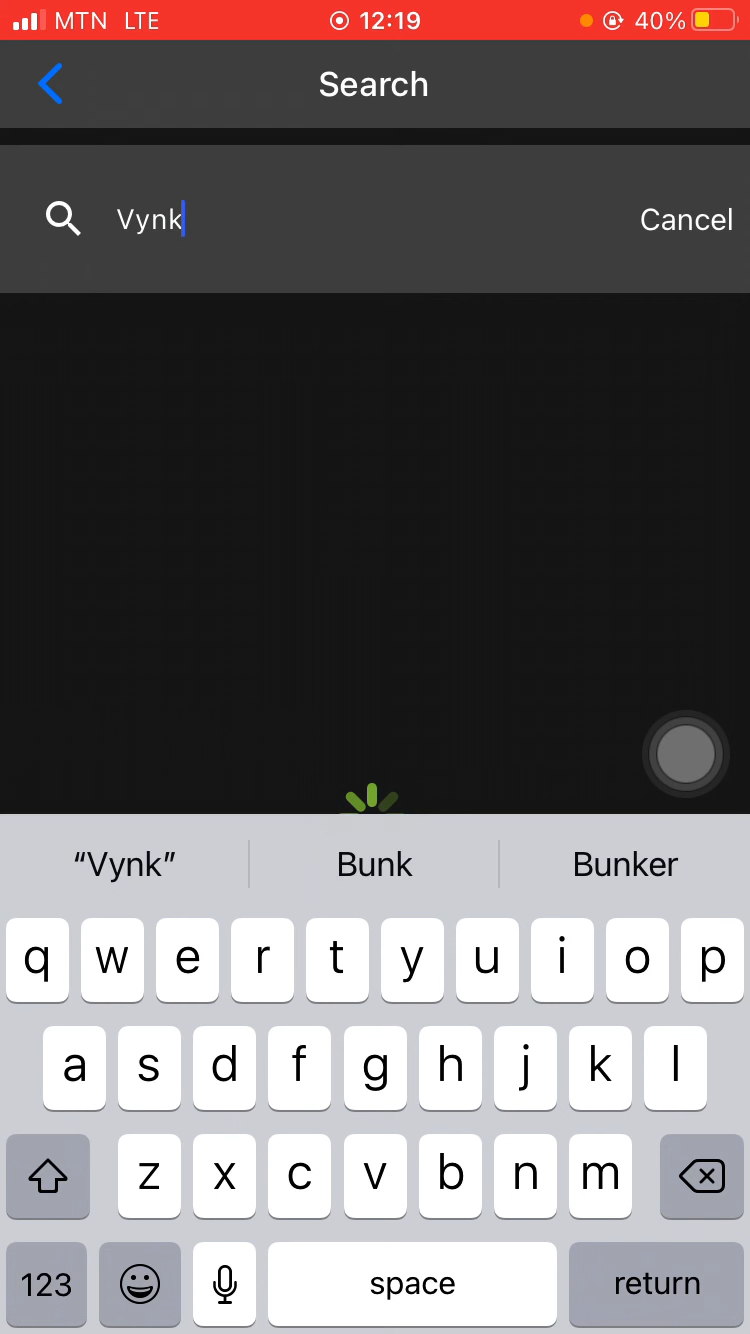 MTN LTE 12:19 40%
Search
Vynk Cancel
“Vynk” Bunk Bunker
q w e r t y u i o p
a s d f g h j k l
z x c v b n m
123 space return